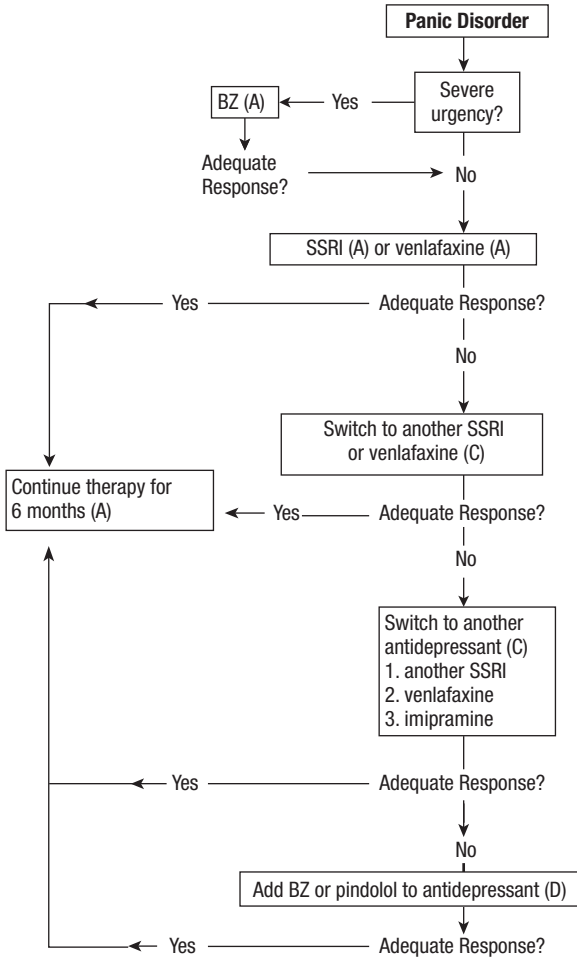 Panic Disorder
Severe
urgency?
Yes
BZ (A)
Adequate
Response?
No
SSRI (A) or venlafaxine (A)
Yes
Adequate Response?
No
Switch to another SSRI
or venlafaxine (C)
Continue therapy for
6 months (A)
Yes
Adequate Response?
No
Switch to another
antidepressant (C)
1. another SSRI
2. venlafaxine
3. imipramine
Yes
Adequate Response?
No
Add BZ or pindolol to antidepressant (D)
Yes
Adequate Response?